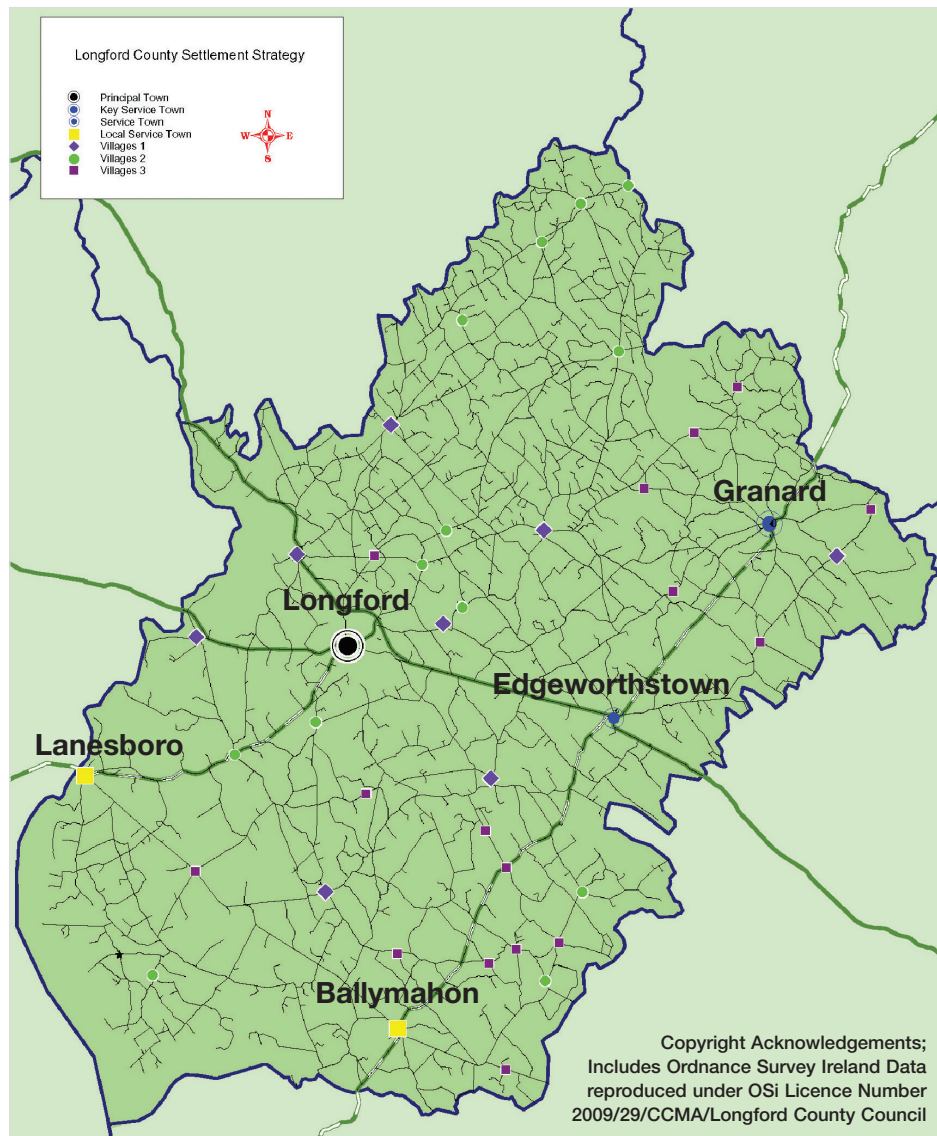 Longford County Settlement Strategy
Principal Town
Key Service Town
Service Town
Local Service Town
Villages 1
Villages 2
Villages 3
N
W E
S
Granard
Longford
Edgeworthstown
Lanesboro
Ballymahon
Copyright Acknowledgements;
Includes Ordnance Survey Ireland Data
reproduced under OSi Licence Number
2009/29/CCMA/Longford County Council